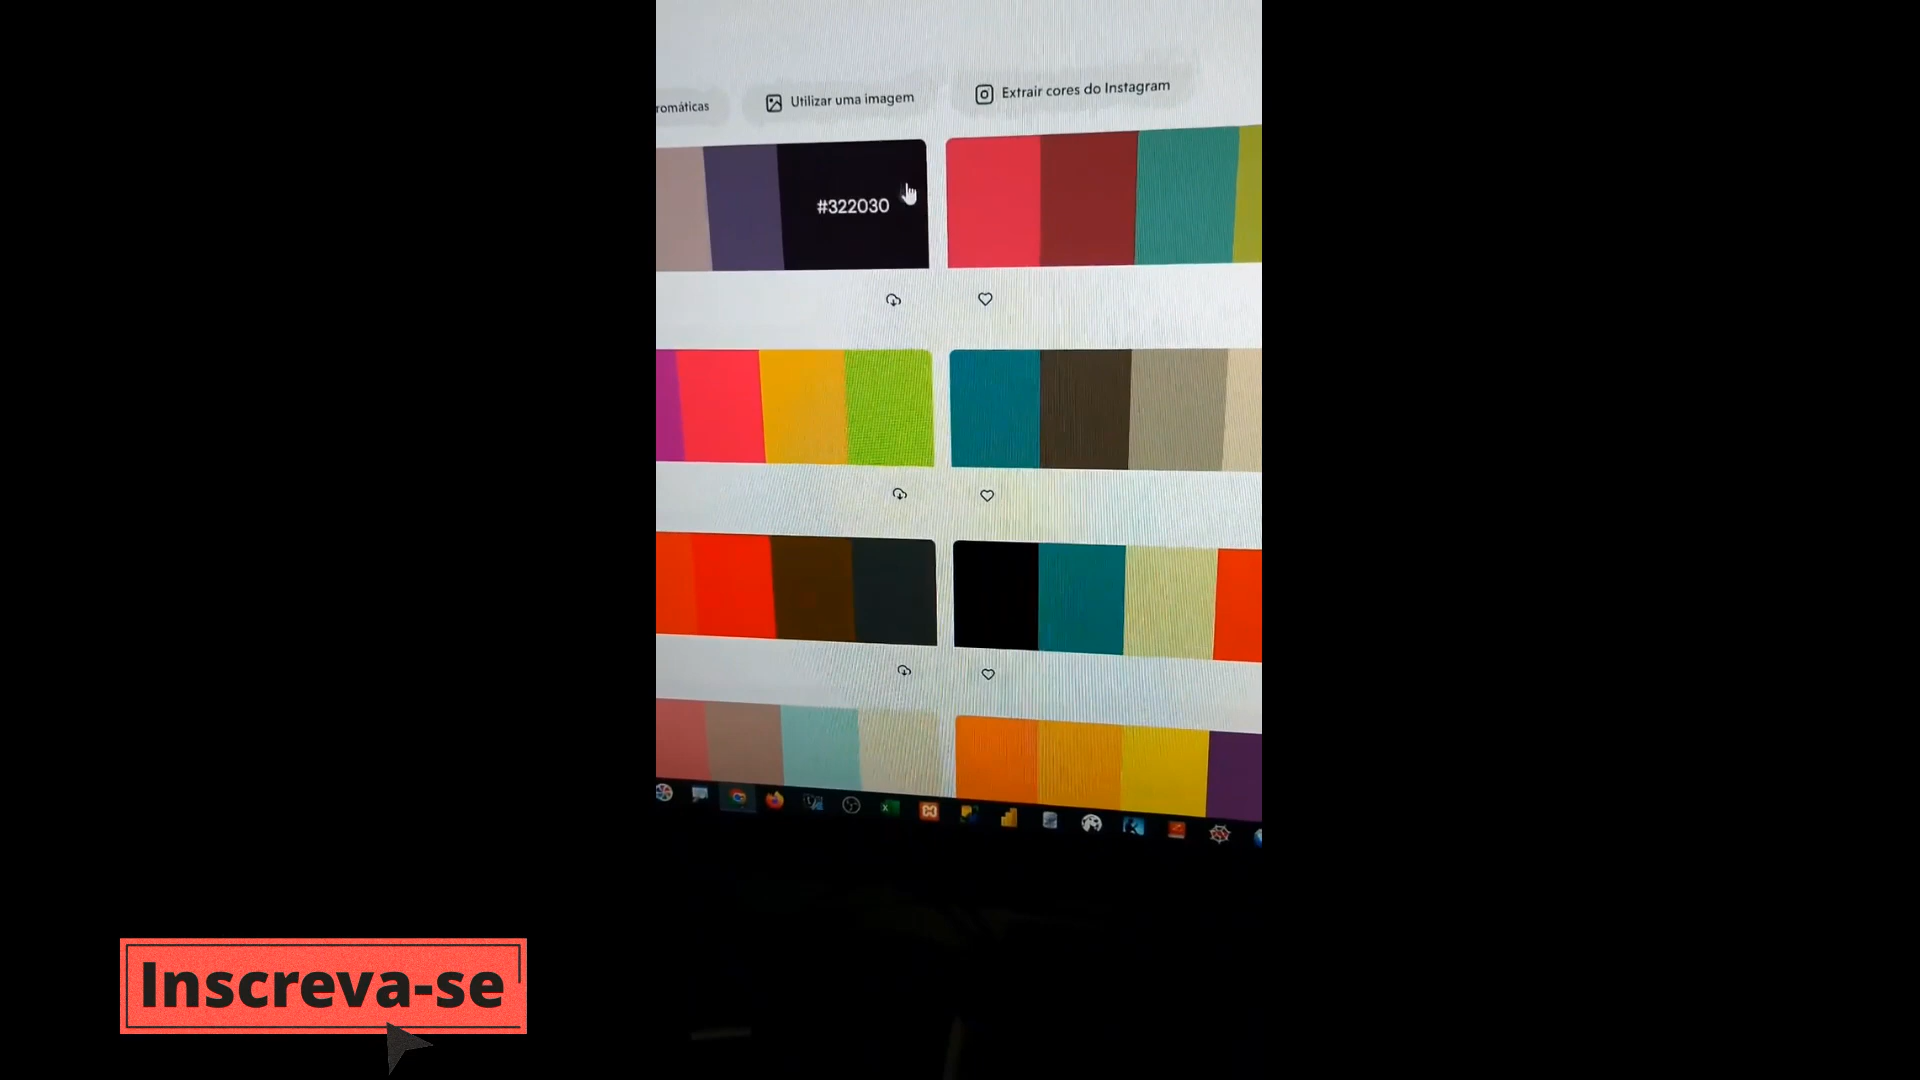 romáticas
Utilizar uma imagem
Extrair cores do Instagram
#322030
Inscreva-se